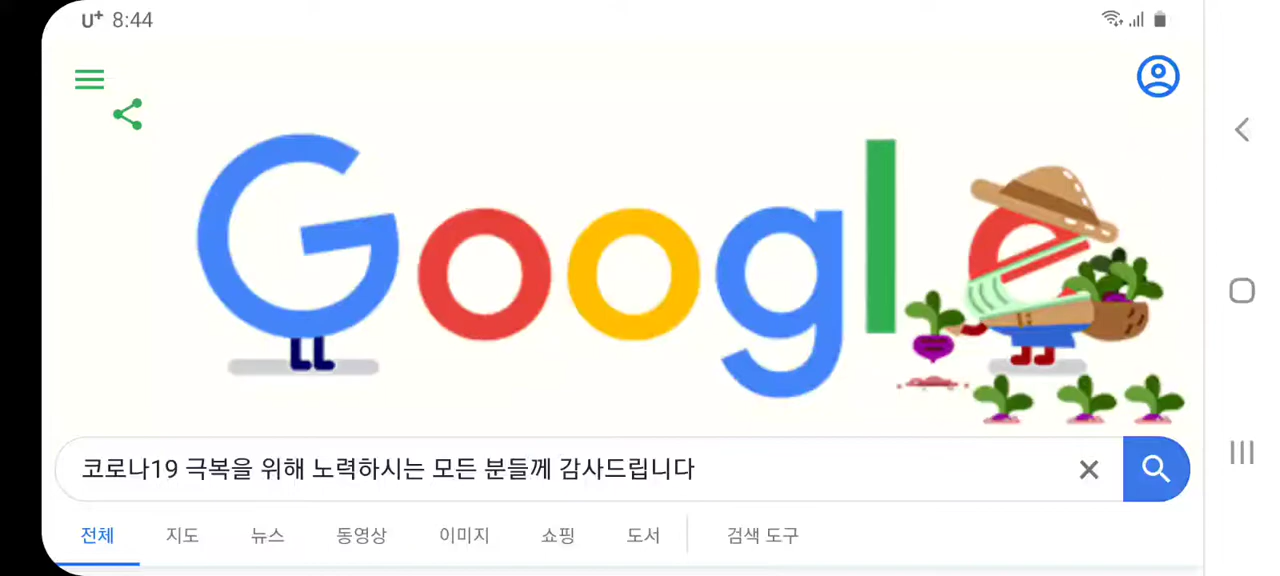 U+ 8:44
Google
코로나19 극복을 위해 노력하시는 모든 분들께 감사드립니다
전체 지도 뉴스 동영상 이미지 쇼핑 도서 검색 도구